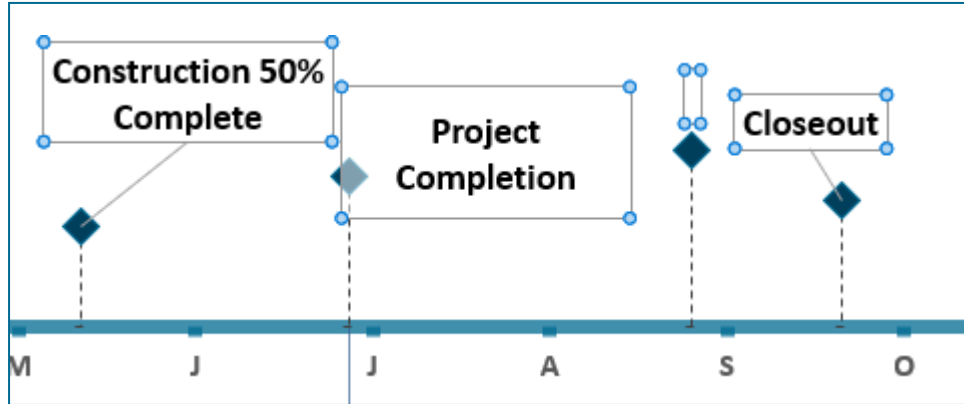 Construction 50%
Complete
Project
Completion
Closeout
M J J A S O